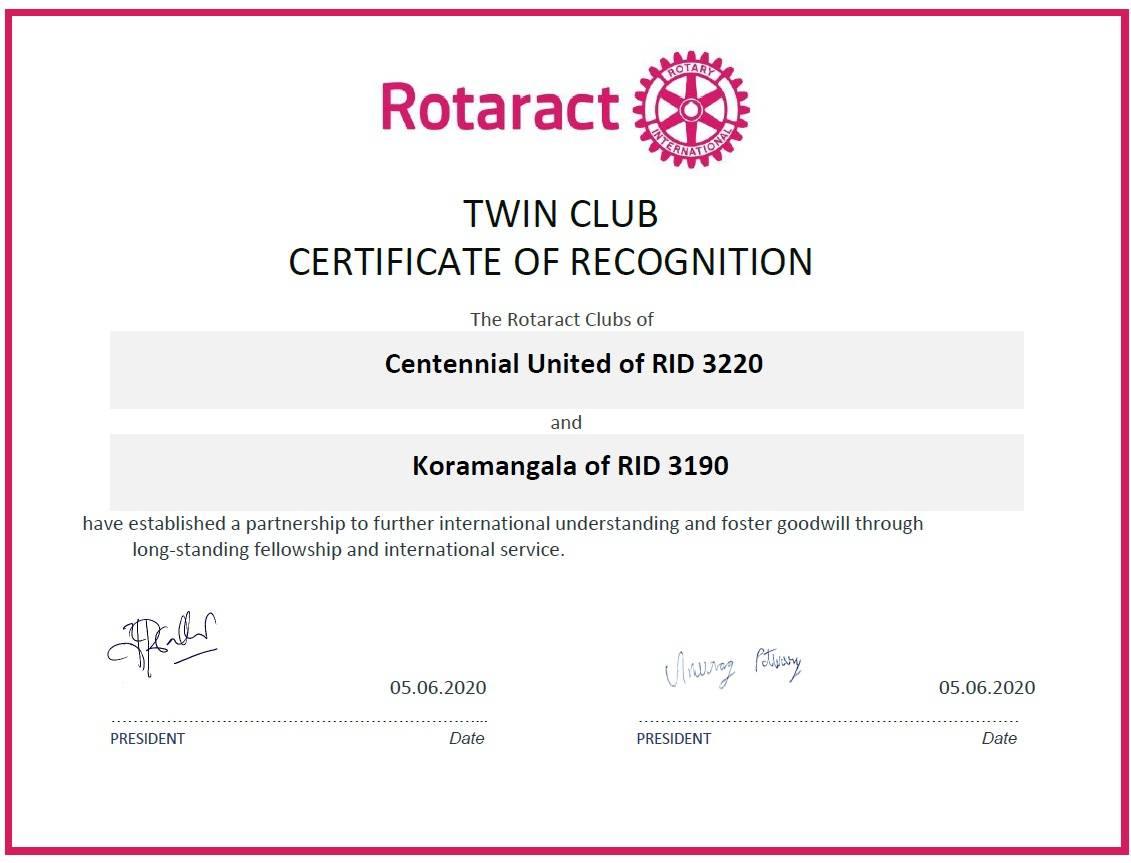 Rotaract
ROTARY
INTERNATIONAL
TWIN CLUB
CERTIFICATE OF RECOGNITION
The Rotaract Clubs of
Centennial United of RID 3220
and
Koramangala of RID 3190
have established a partnership to further international understanding and foster goodwill through
long-standing fellowship and international service.
Anurag
05.06.2020 05.06.2020
PRESIDENT Date PRESIDENT Date